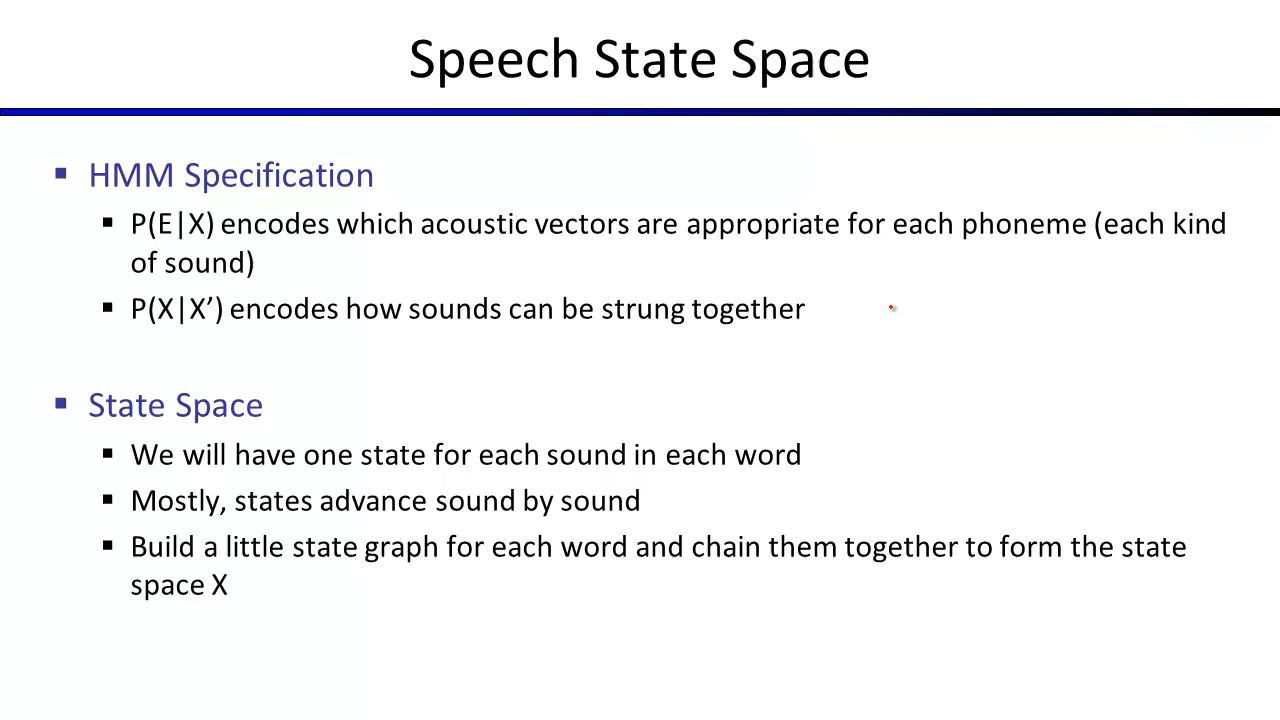 Speech State Space
▪ HMM Specification
▪ P(E|X) encodes which acoustic vectors are appropriate for each phoneme (each kind
of sound)
▪ P(X|X’) encodes how sounds can be strung together
▪ State Space
▪ We will have one state for each sound in each word
▪ Mostly, states advance sound by sound
▪ Build a little state graph for each word and chain them together to form the state
space X